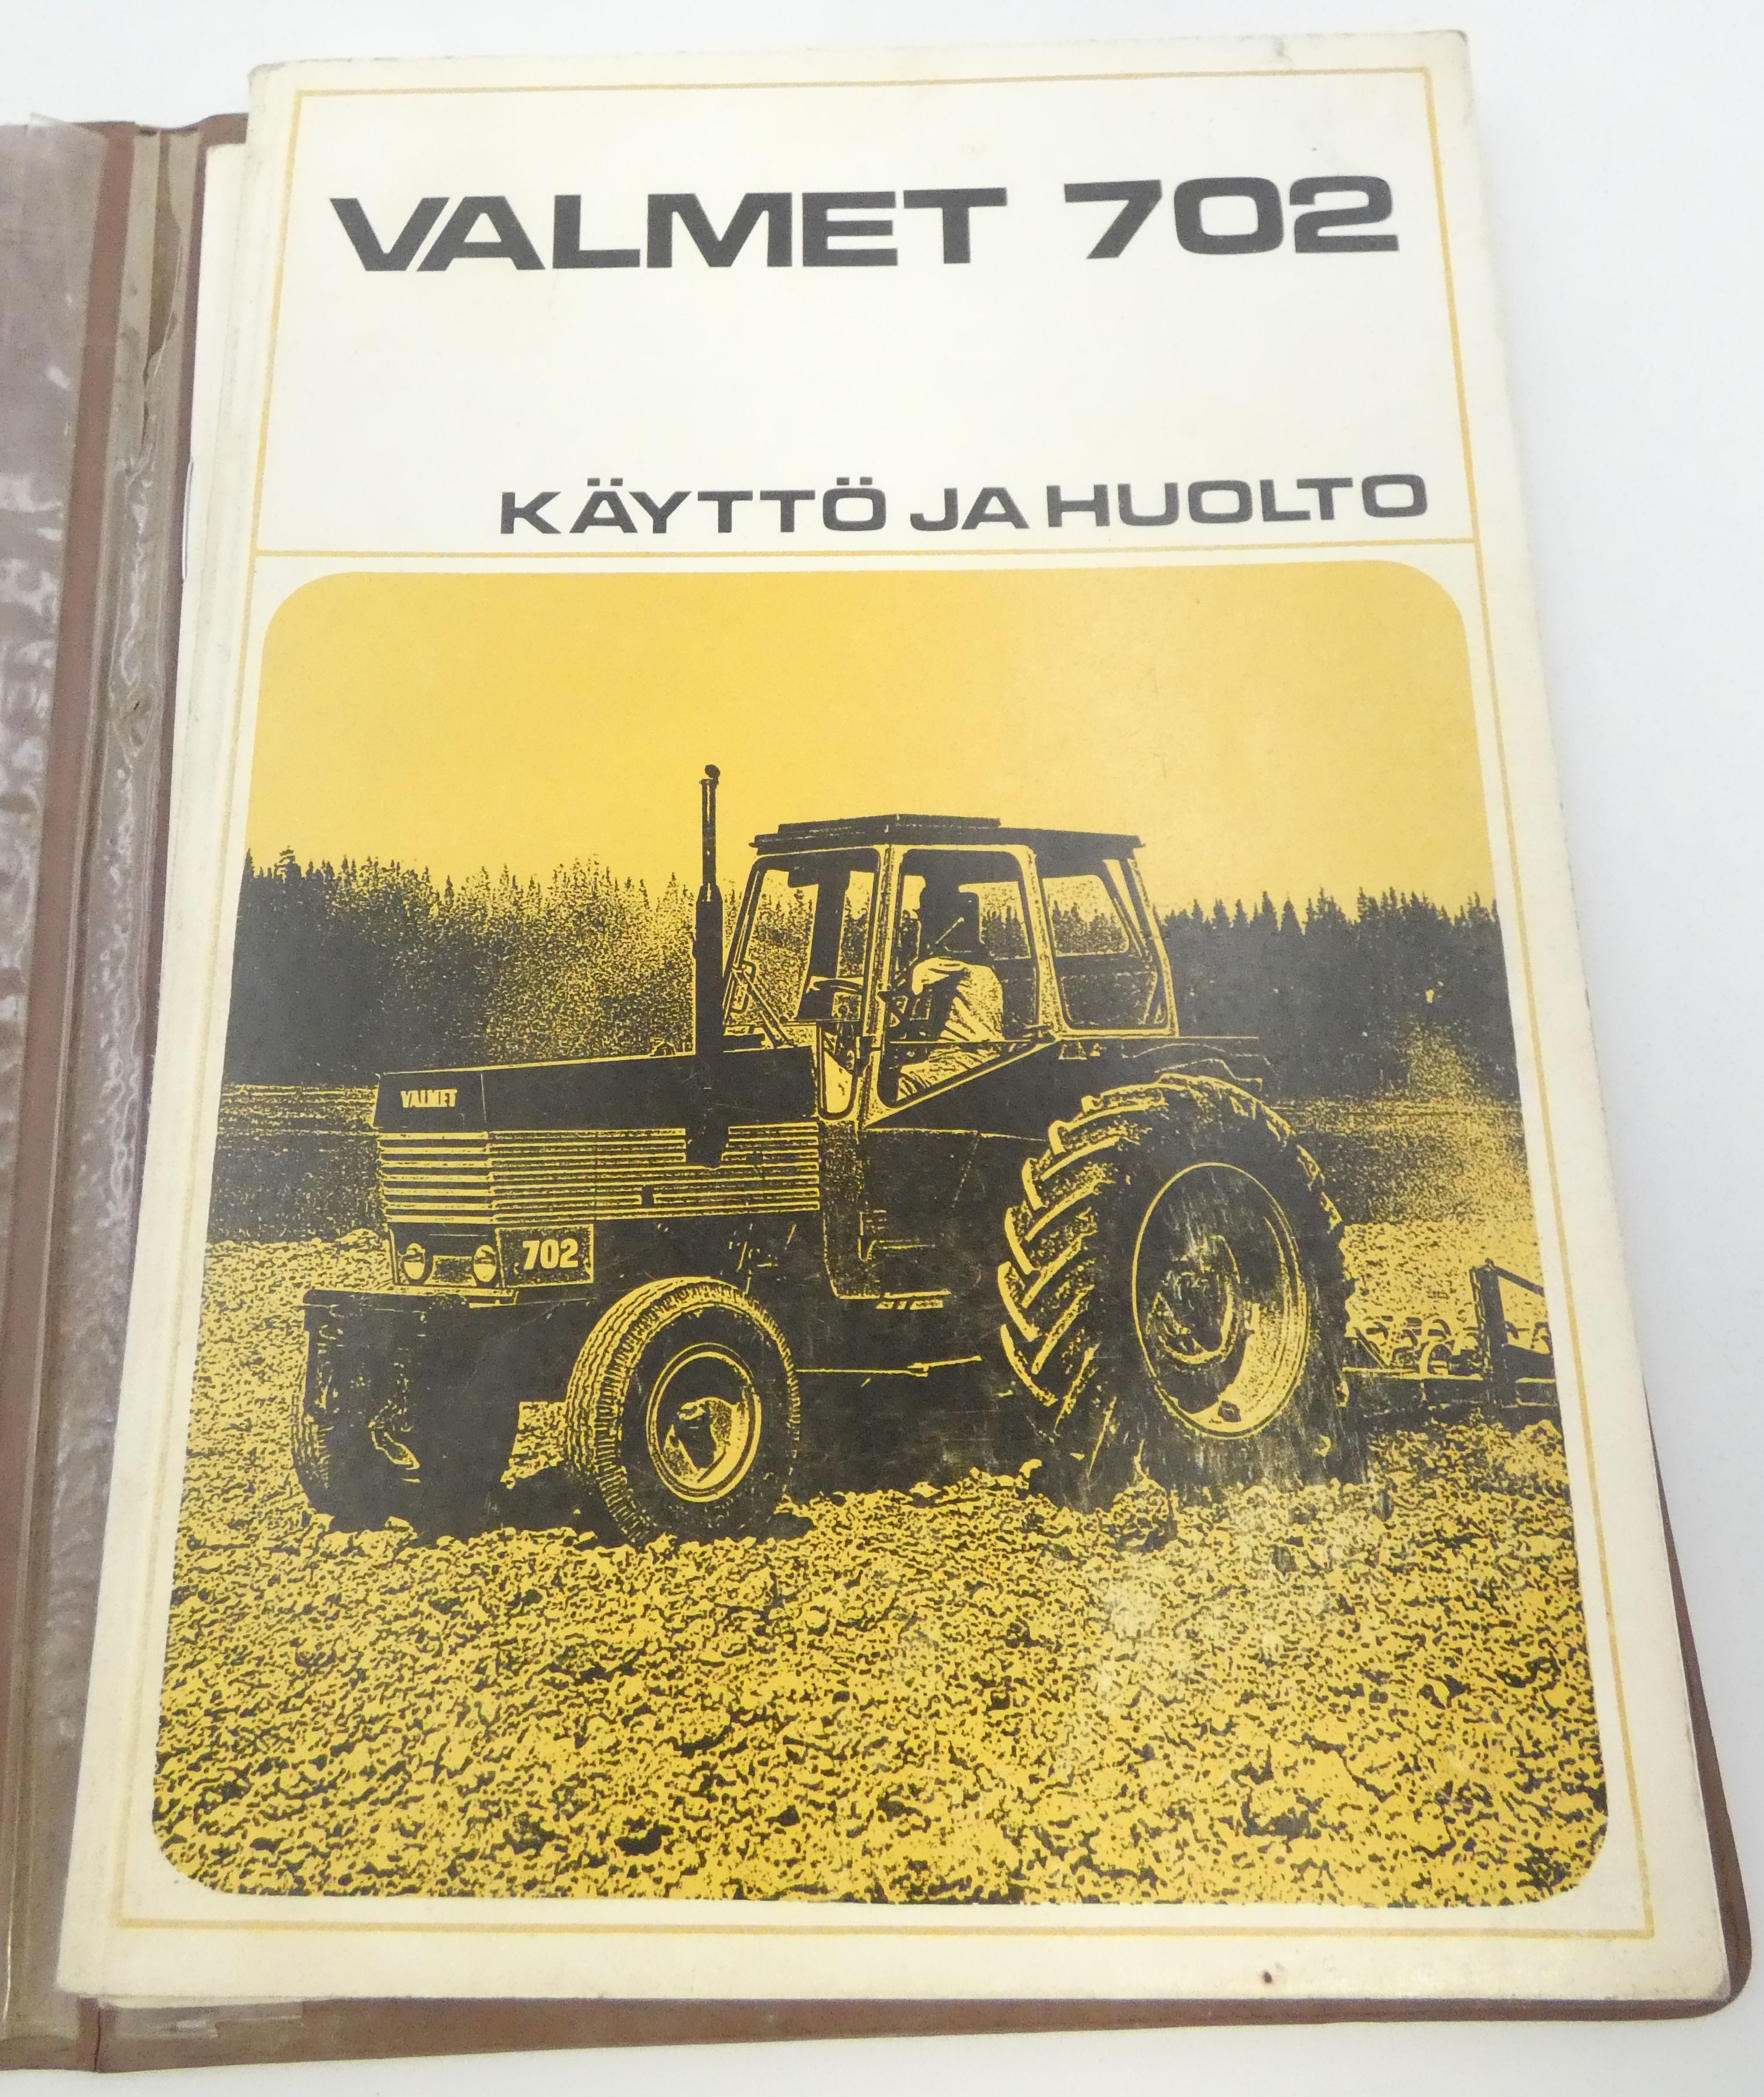 VALMET 702
KÄYTTÖ JA HUOLTO
VALMET
702